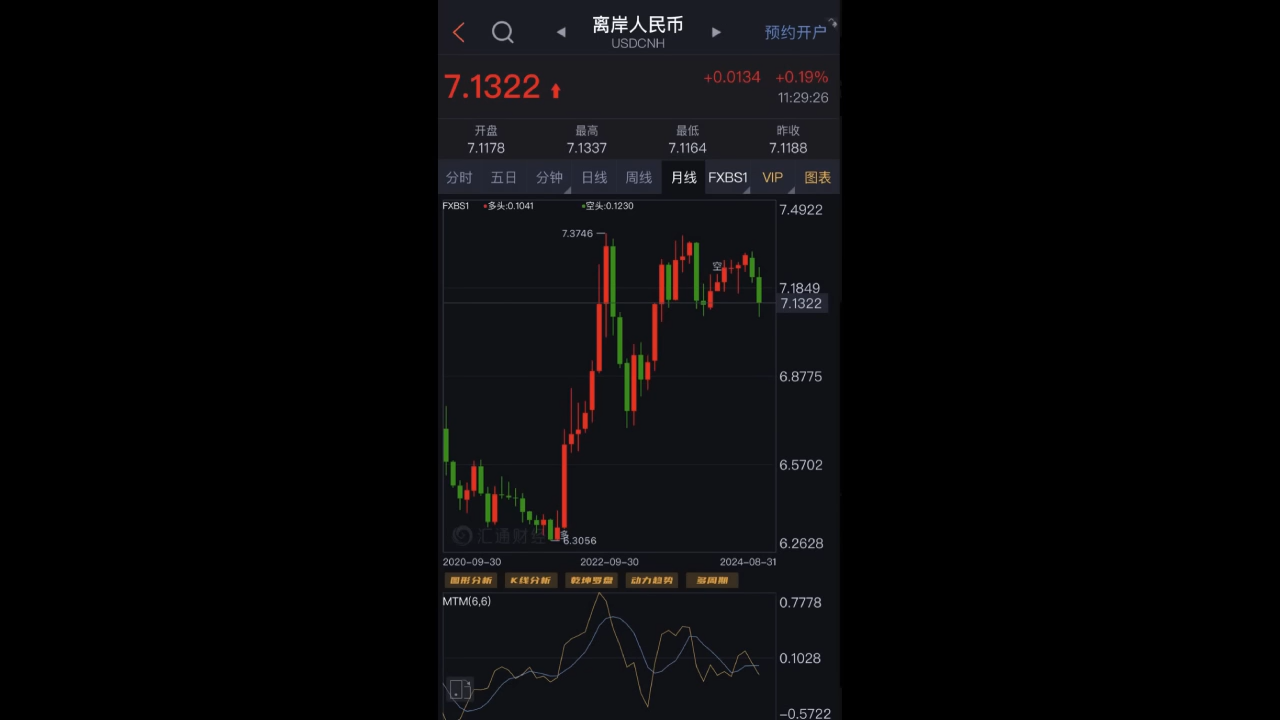 离岸人民币
USDCNH
预约开户
7.1322
+0.0134 +0.19%
11:29:26
开盘 最高 最低 昨收
7.1178 7.1337 7.1164 7.1188
分时 五日 分钟 日线 周线 月线 FXBS1 VIP 图表
FXBS1 多头:0.1041 空头:0.1230
7.4922
7.3746
空
7.1849
7.1322
6.8775
6.5702
汇通财经
多
6.3056
6.2628
2020-09-30 2022-09-30 2024-08-31
图形分析 K线分析 乾坤罗盘 动力趋势 多周期
MTM(6,6)
0.7778
0.1028
-0.5722